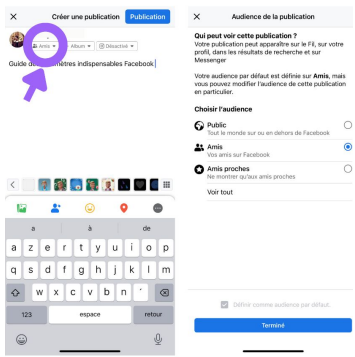 Créer une publication
Publication
Amis
Album
Désactivé
Guide de
mètres indispensables Facebook
a
à
de
a z e r t y u i o p
q s d f g h j k l m
w x c v b n ´
123
espace
retour
Audience de la publication
Qui peut voir cette publication ?
Votre publication peut apparaître sur le Fil, sur votre
profil, dans les résultats de recherche et sur
Messenger
Votre audience par défaut est définie sur Amis, mais
vous pouvez modifier l'audience de cette publication
en particulier.
Choisir l'audience
Public
Tout le monde sur ou en dehors de Facebook
Amis
Vos amis sur Facebook
Amis proches
Ne montrer qu'aux amis proches
Voir tout
Définir comme audience par défaut.
Terminé